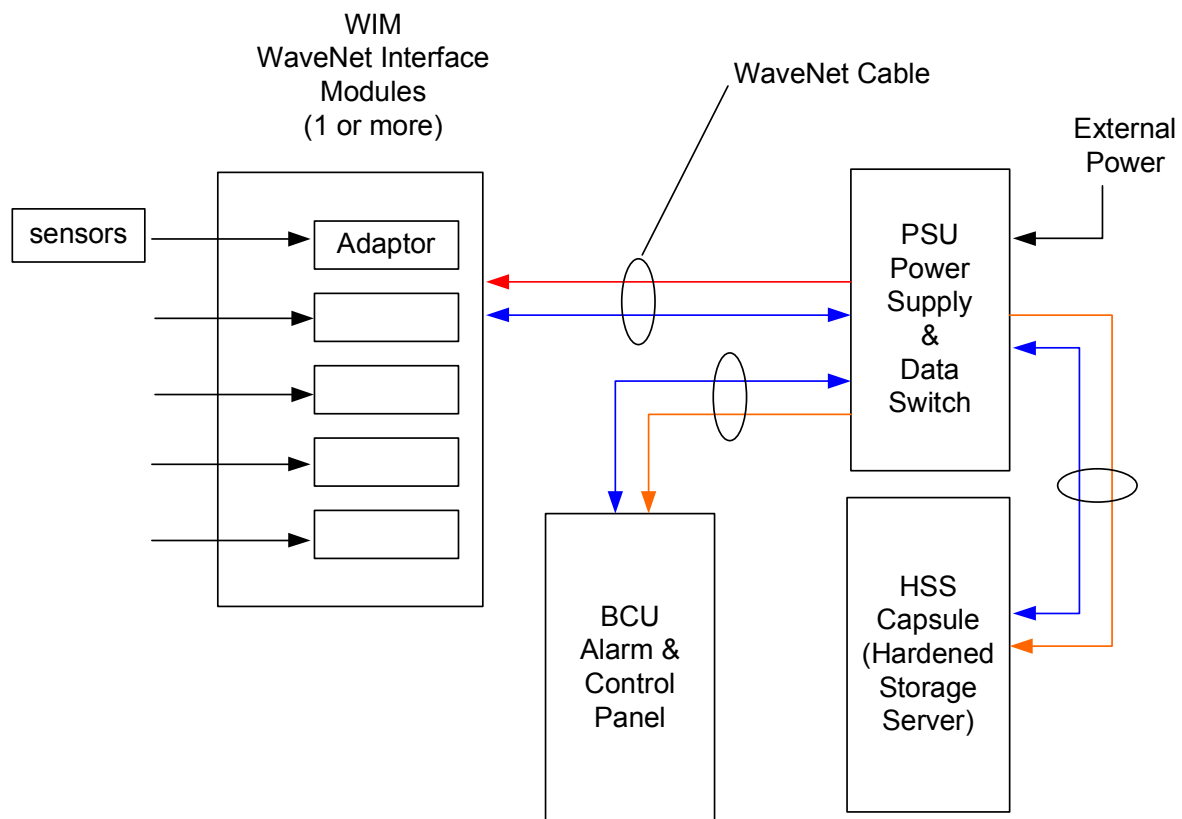 WIM
WaveNet Interface
Modules
(1 or more)
WaveNet Cable
External
Power
sensors
Adaptor
PSU
Power
Supply
&
Data
Switch
BCU
Alarm &
Control
Panel
HSS
Capsule
(Hardened
Storage
Server)